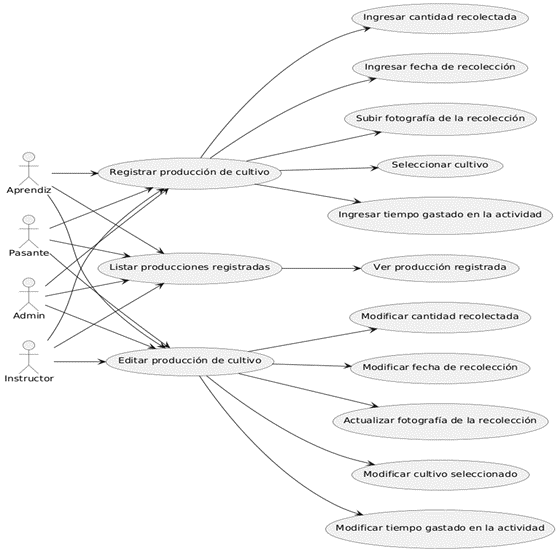 Ingresar cantidad recolectada
Ingresar fecha de recolección
Subir fotografía de la recolección
Seleccionar cultivo
Ingresar tiempo gastado en la actividad
Aprendiz
Registrar producción de cultivo
Pasante
Listar producciones registradas
Ver producción registrada
Admin
Modificar cantidad recolectada
Instructor
Editar producción de cultivo
Modificar fecha de recolección
Actualizar fotografía de la recolección
Modificar cultivo seleccionado
Modificar tiempo gastado en la actividad